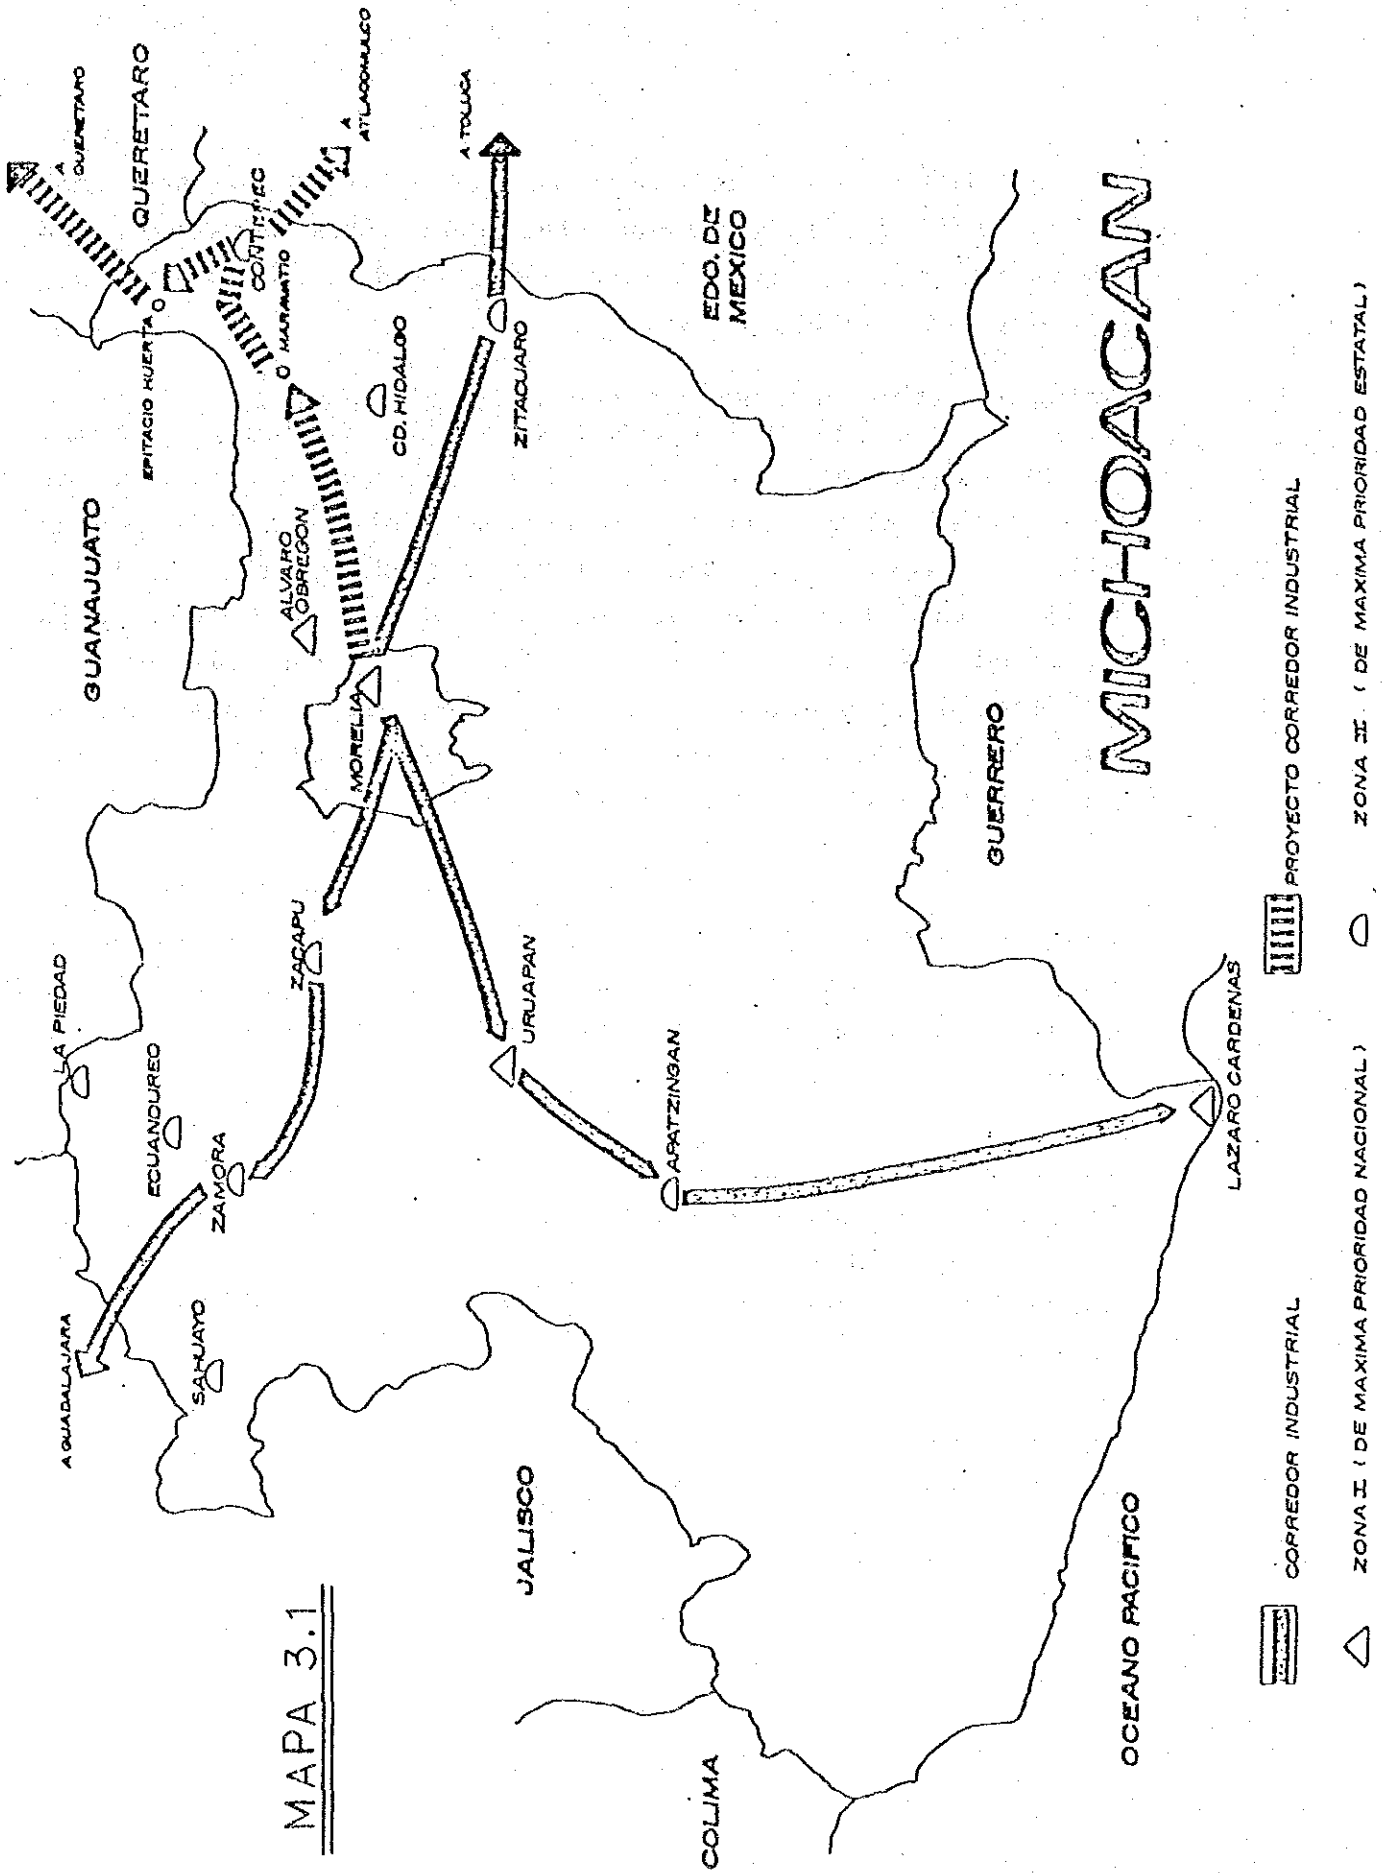 MAPA 3.1
A GUADALAJARA
SAHUAYO
ZAMORA
ECUANDUREO
LA PIEDAD
ZACAPU
GUANAJUATO
MORELIA
ALVARO
OBREGON
EPITACIO HUERTA
MARAVATIO
CONTEPEC
CD. HIDALGO
QUERETARO
A
QUERETARO
A
ATLACOMULCO
A TOLUCA
ZITACUARO
URUAPAN
APATZINGAN
JALISCO
COLIMA
EDO. DE
MEXICO
GUERRERO
LAZARO CARDENAS
OCEANO PACIFICO
MICHOACAN
CORREDOR INDUSTRIAL
PROYECTO CORREDOR INDUSTRIAL
ZONA I ( DE MAXIMA PRIORIDAD NACIONAL )
ZONA II ( DE MAXIMA PRIORIDAD ESTATAL )